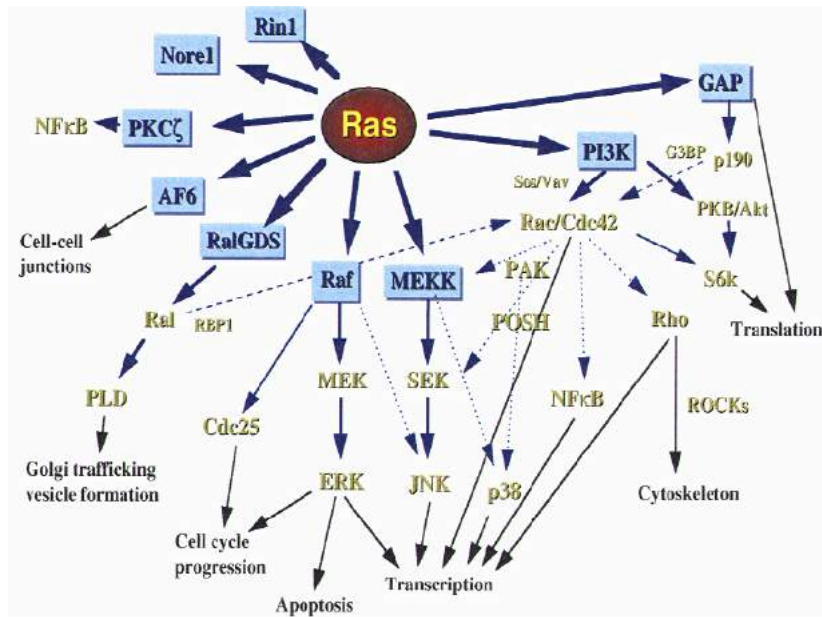 Rin1
Nore1
GAP
Ras
NFκB
PKCζ
PI3K
G3BP
p190
Sos/Vav
AF6
PKB/Akt
Rac/Cdc42
Cell-cell
junctions
RalGDS
Raf
MEKK
PAK
S6k
Ral
RBP1
POSH
Rho
Translation
MEK
SEK
PLD
NFκB
ROCKs
Cdc25
Golgi trafficking
vesicle formation
ERK
JNK
p38
Cytoskeleton
Cell cycle
progression
Transcription
Apoptosis